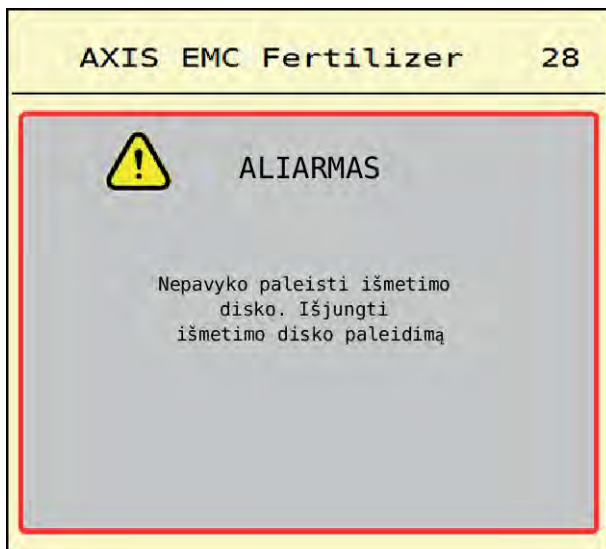 AXIS EMC Fertilizer 28
ALIARMAS
Nepavyko paleisti išmetimo
disko. Išjungti
išmetimo disko paleidimą